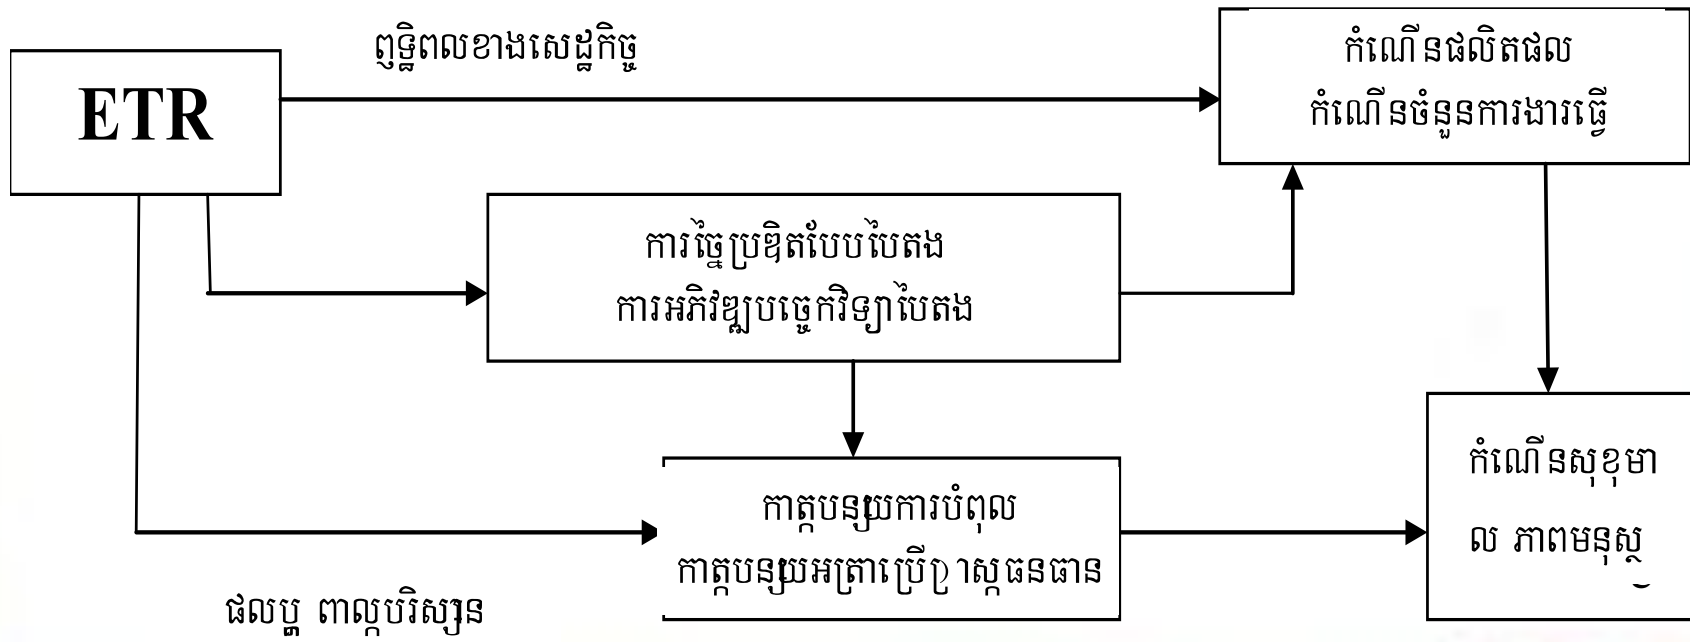 ឥទ្ធិពលខាងសេដ្ឋកិច្ច
ETR
កំណើនផលិតផល
កំណើនចំនួនការងារធ្វើ
ការច្នៃប្រឌិតបែបបៃតង
ការអភិវឌ្ឍបច្ចេកវិទ្យាបៃតង
កាត់បន្ថយការបំពុល
កាត់បន្ថយអត្រាប្រើប្រាស់ធនធាន
កំណើនសុខុមា
ល ភាពមនុស្ស
ផលប៉ះ ពាល់បរិស្ថាន